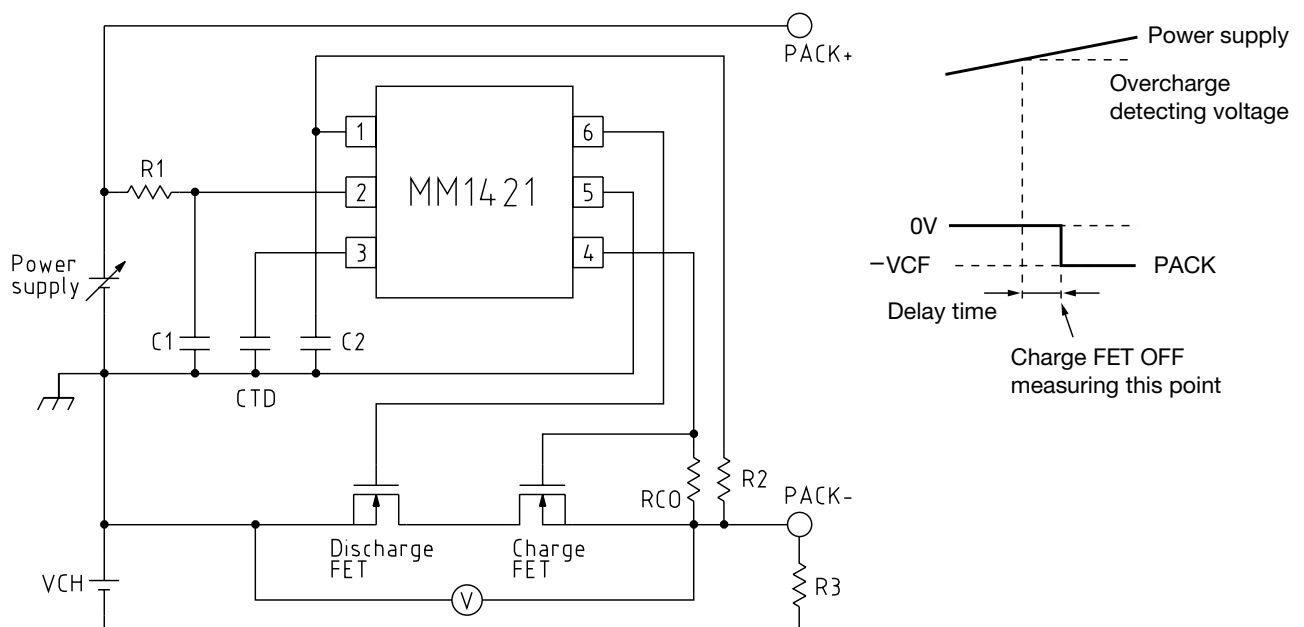 PACK+
1
6
R1
2
MM1421
5
3
4
Power
supply
C1
C2
CTD
RCO
R2
PACK-
Discharge
FET
Charge
FET
VCH
V
R3
Power supply
Overcharge
detecting voltage
0V
−VCF
PACK
Delay time
Charge FET OFF
measuring this point